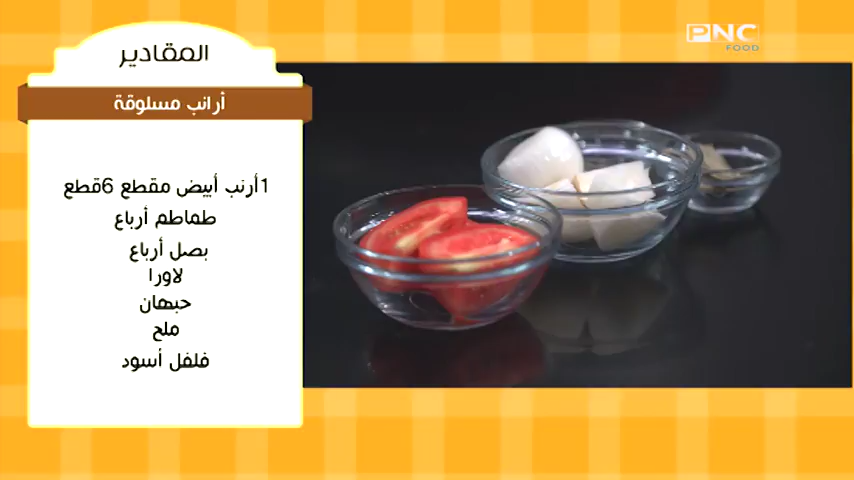 المقادير
أرانب مسلوقة
1أرنب أبيض مقطع 6قطع
طماطم أرباع
بصل أرباع
لاورا
حبهان
ملح
فلفل أسود
PNC
FOOD